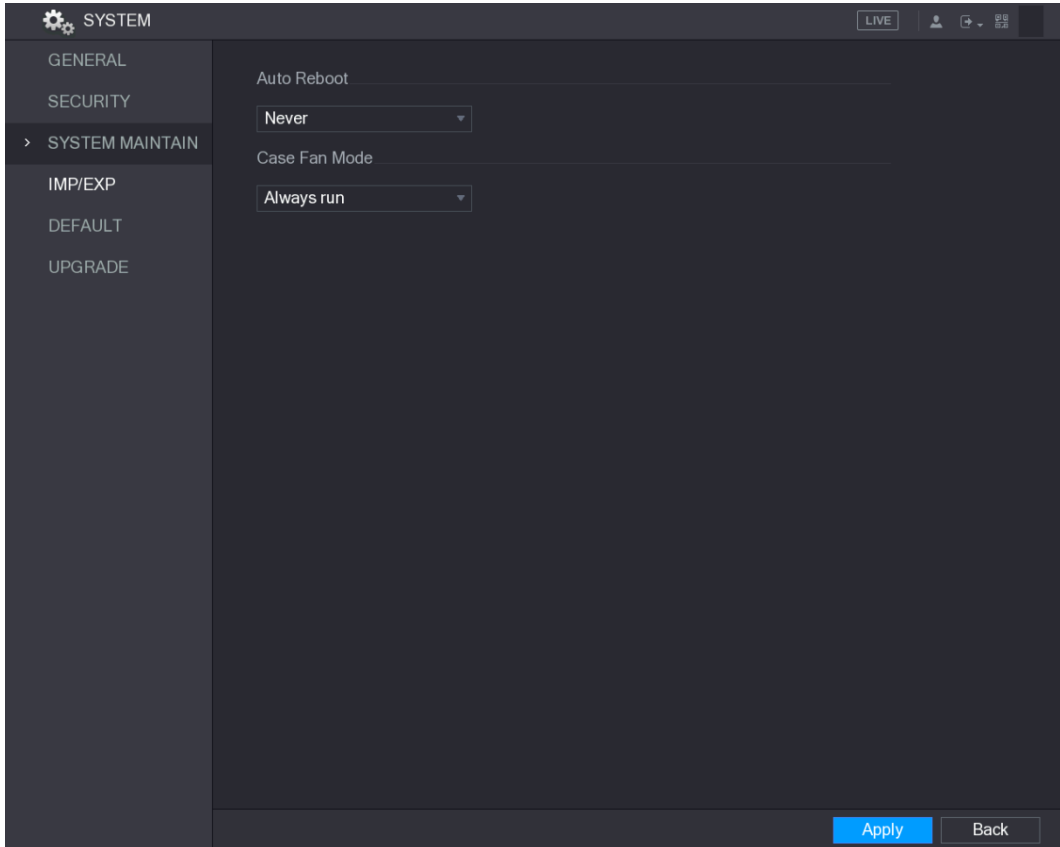 SYSTEM
LIVE
GENERAL
SECURITY
> SYSTEM MAINTAIN
IMP/EXP
DEFAULT
UPGRADE
Auto Reboot
Never
Case Fan Mode
Always run
Apply
Back